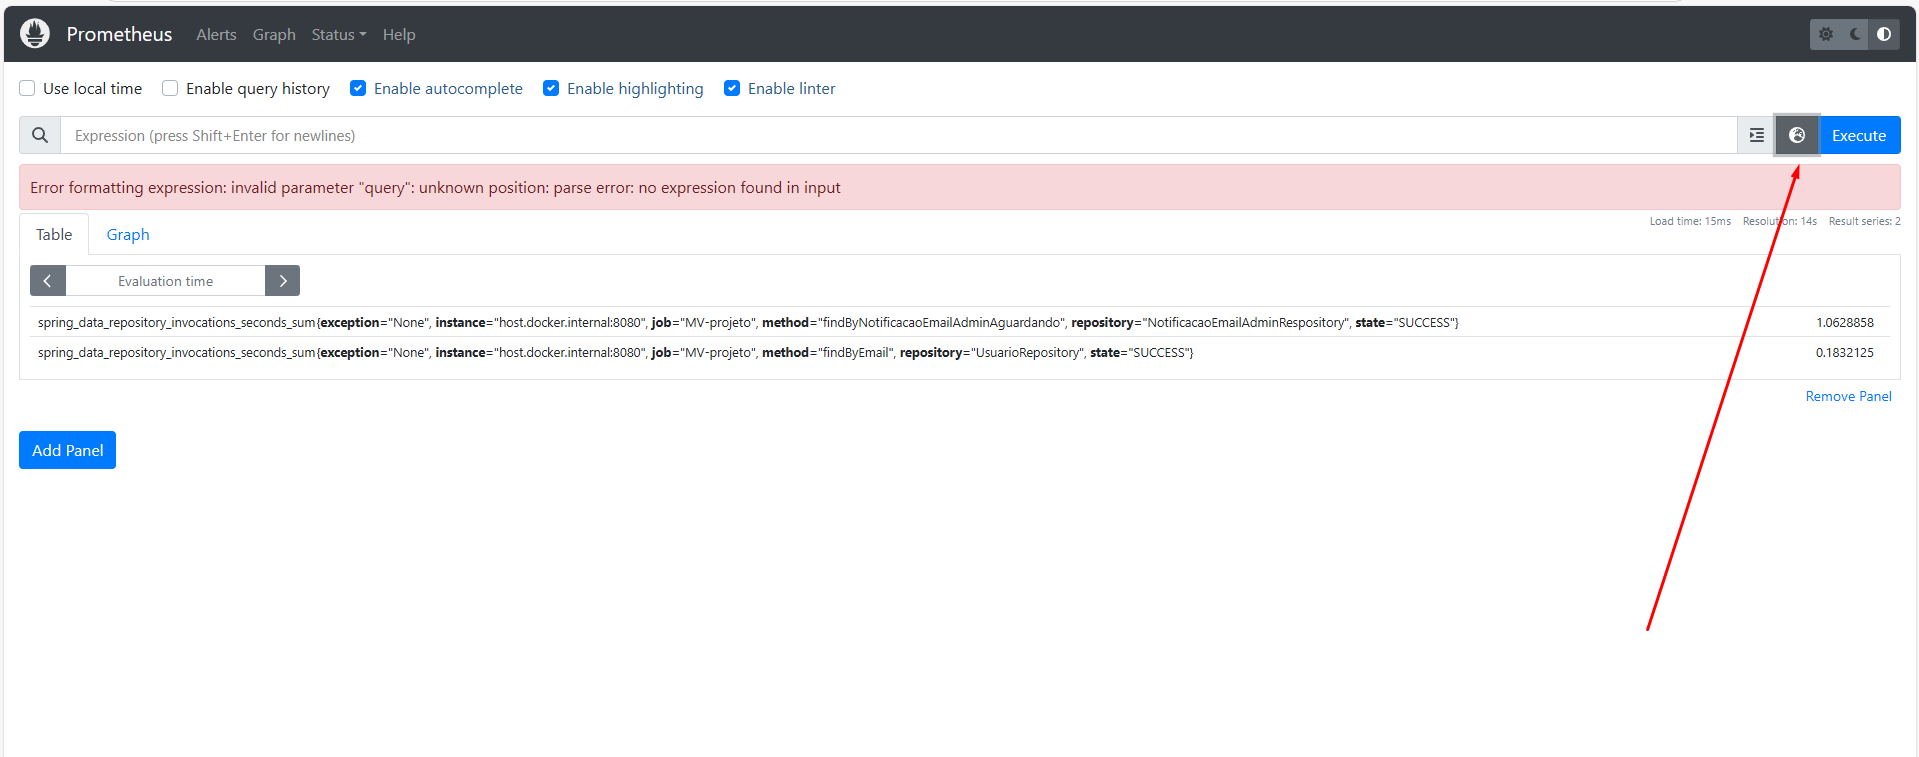 Prometheus Alerts Graph Status Help
Use local time Enable query history Enable autocomplete Enable highlighting Enable linter
Expression (press Shift+Enter for newlines) Execute
Error formatting expression: invalid parameter "query": unknown position: parse error: no expression found in input
Load time: 15ms Resolution: 14s Result series: 2
Table Graph
Evaluation time
spring_data_repository_invocations_seconds_sum{exception="None", instance="host.docker.internal:8080", job="MV-projeto", method="findByNotificacaoEmailAdminAguardando", repository="NotificacaoEmailAdminRespository", state="SUCCESS"} 1.0628858
spring_data_repository_invocations_seconds_sum{exception="None", instance="host.docker.internal:8080", job="MV-projeto", method="findByEmail", repository="UsuarioRepository", state="SUCCESS"} 0.1832125
Remove Panel
Add Panel